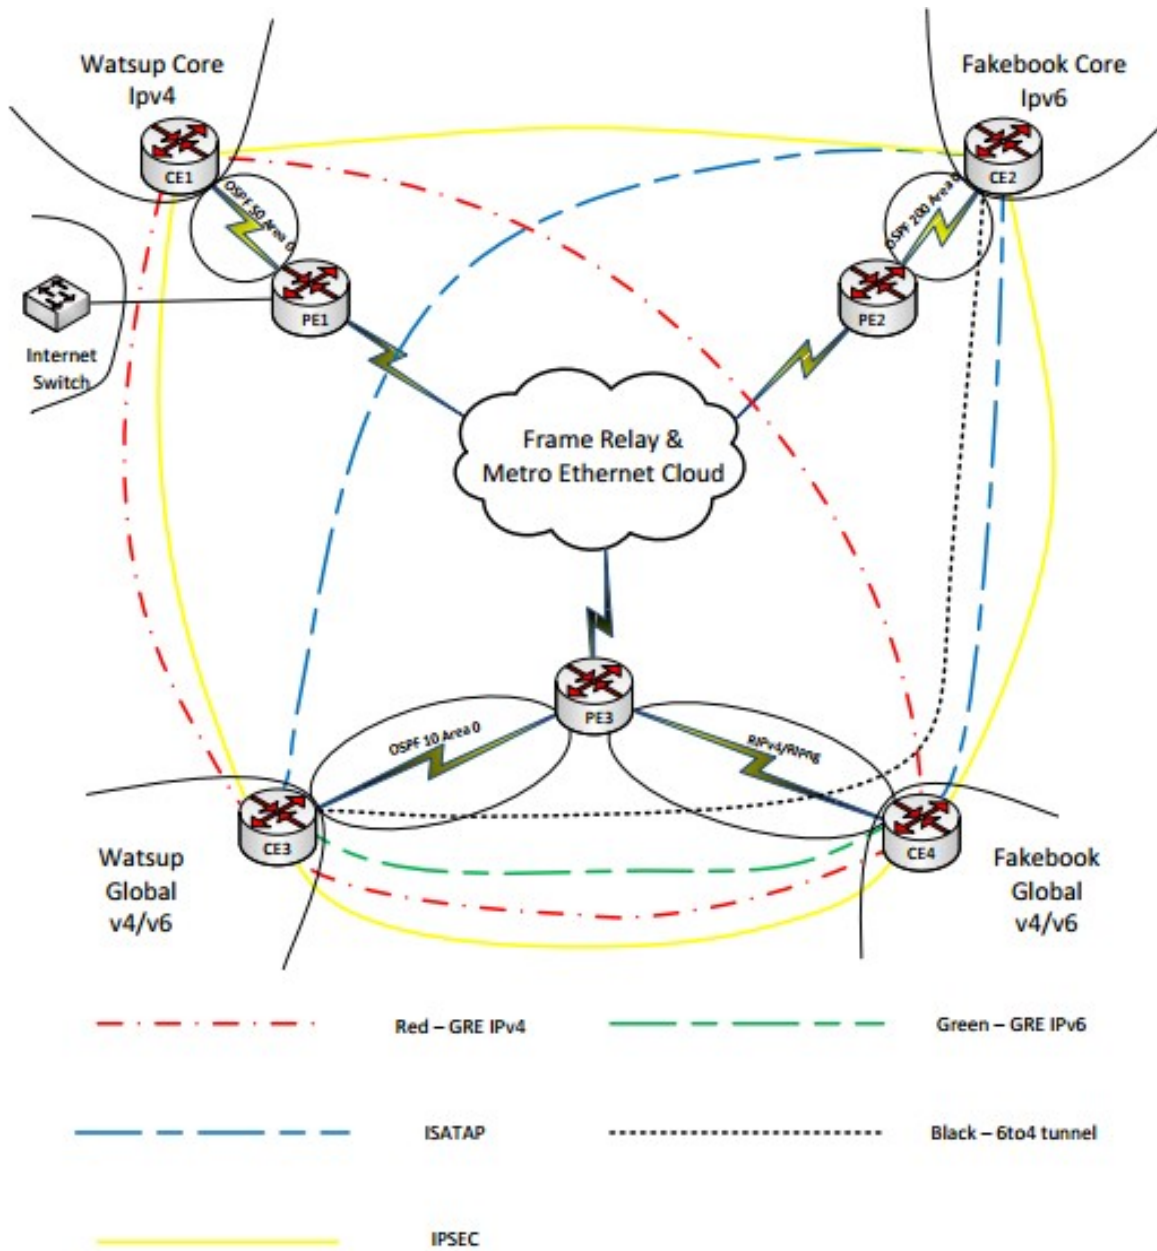 Watsup Core
Ipv4
Fakebook Core
Ipv6
CE1
CE2
OSPF 50 Area 0
OSPF 200 Area 0
PE1
PE2
Internet
Switch
Frame Relay &
Metro Ethernet Cloud
PE3
OSPF 10 Area 0
RIPv4/RIPng
CE3
CE4
Watsup
Global
v4/v6
Fakebook
Global
v4/v6
Red – GRE IPv4
Green – GRE IPv6
ISATAP
Black – 6to4 tunnel
IPSEC